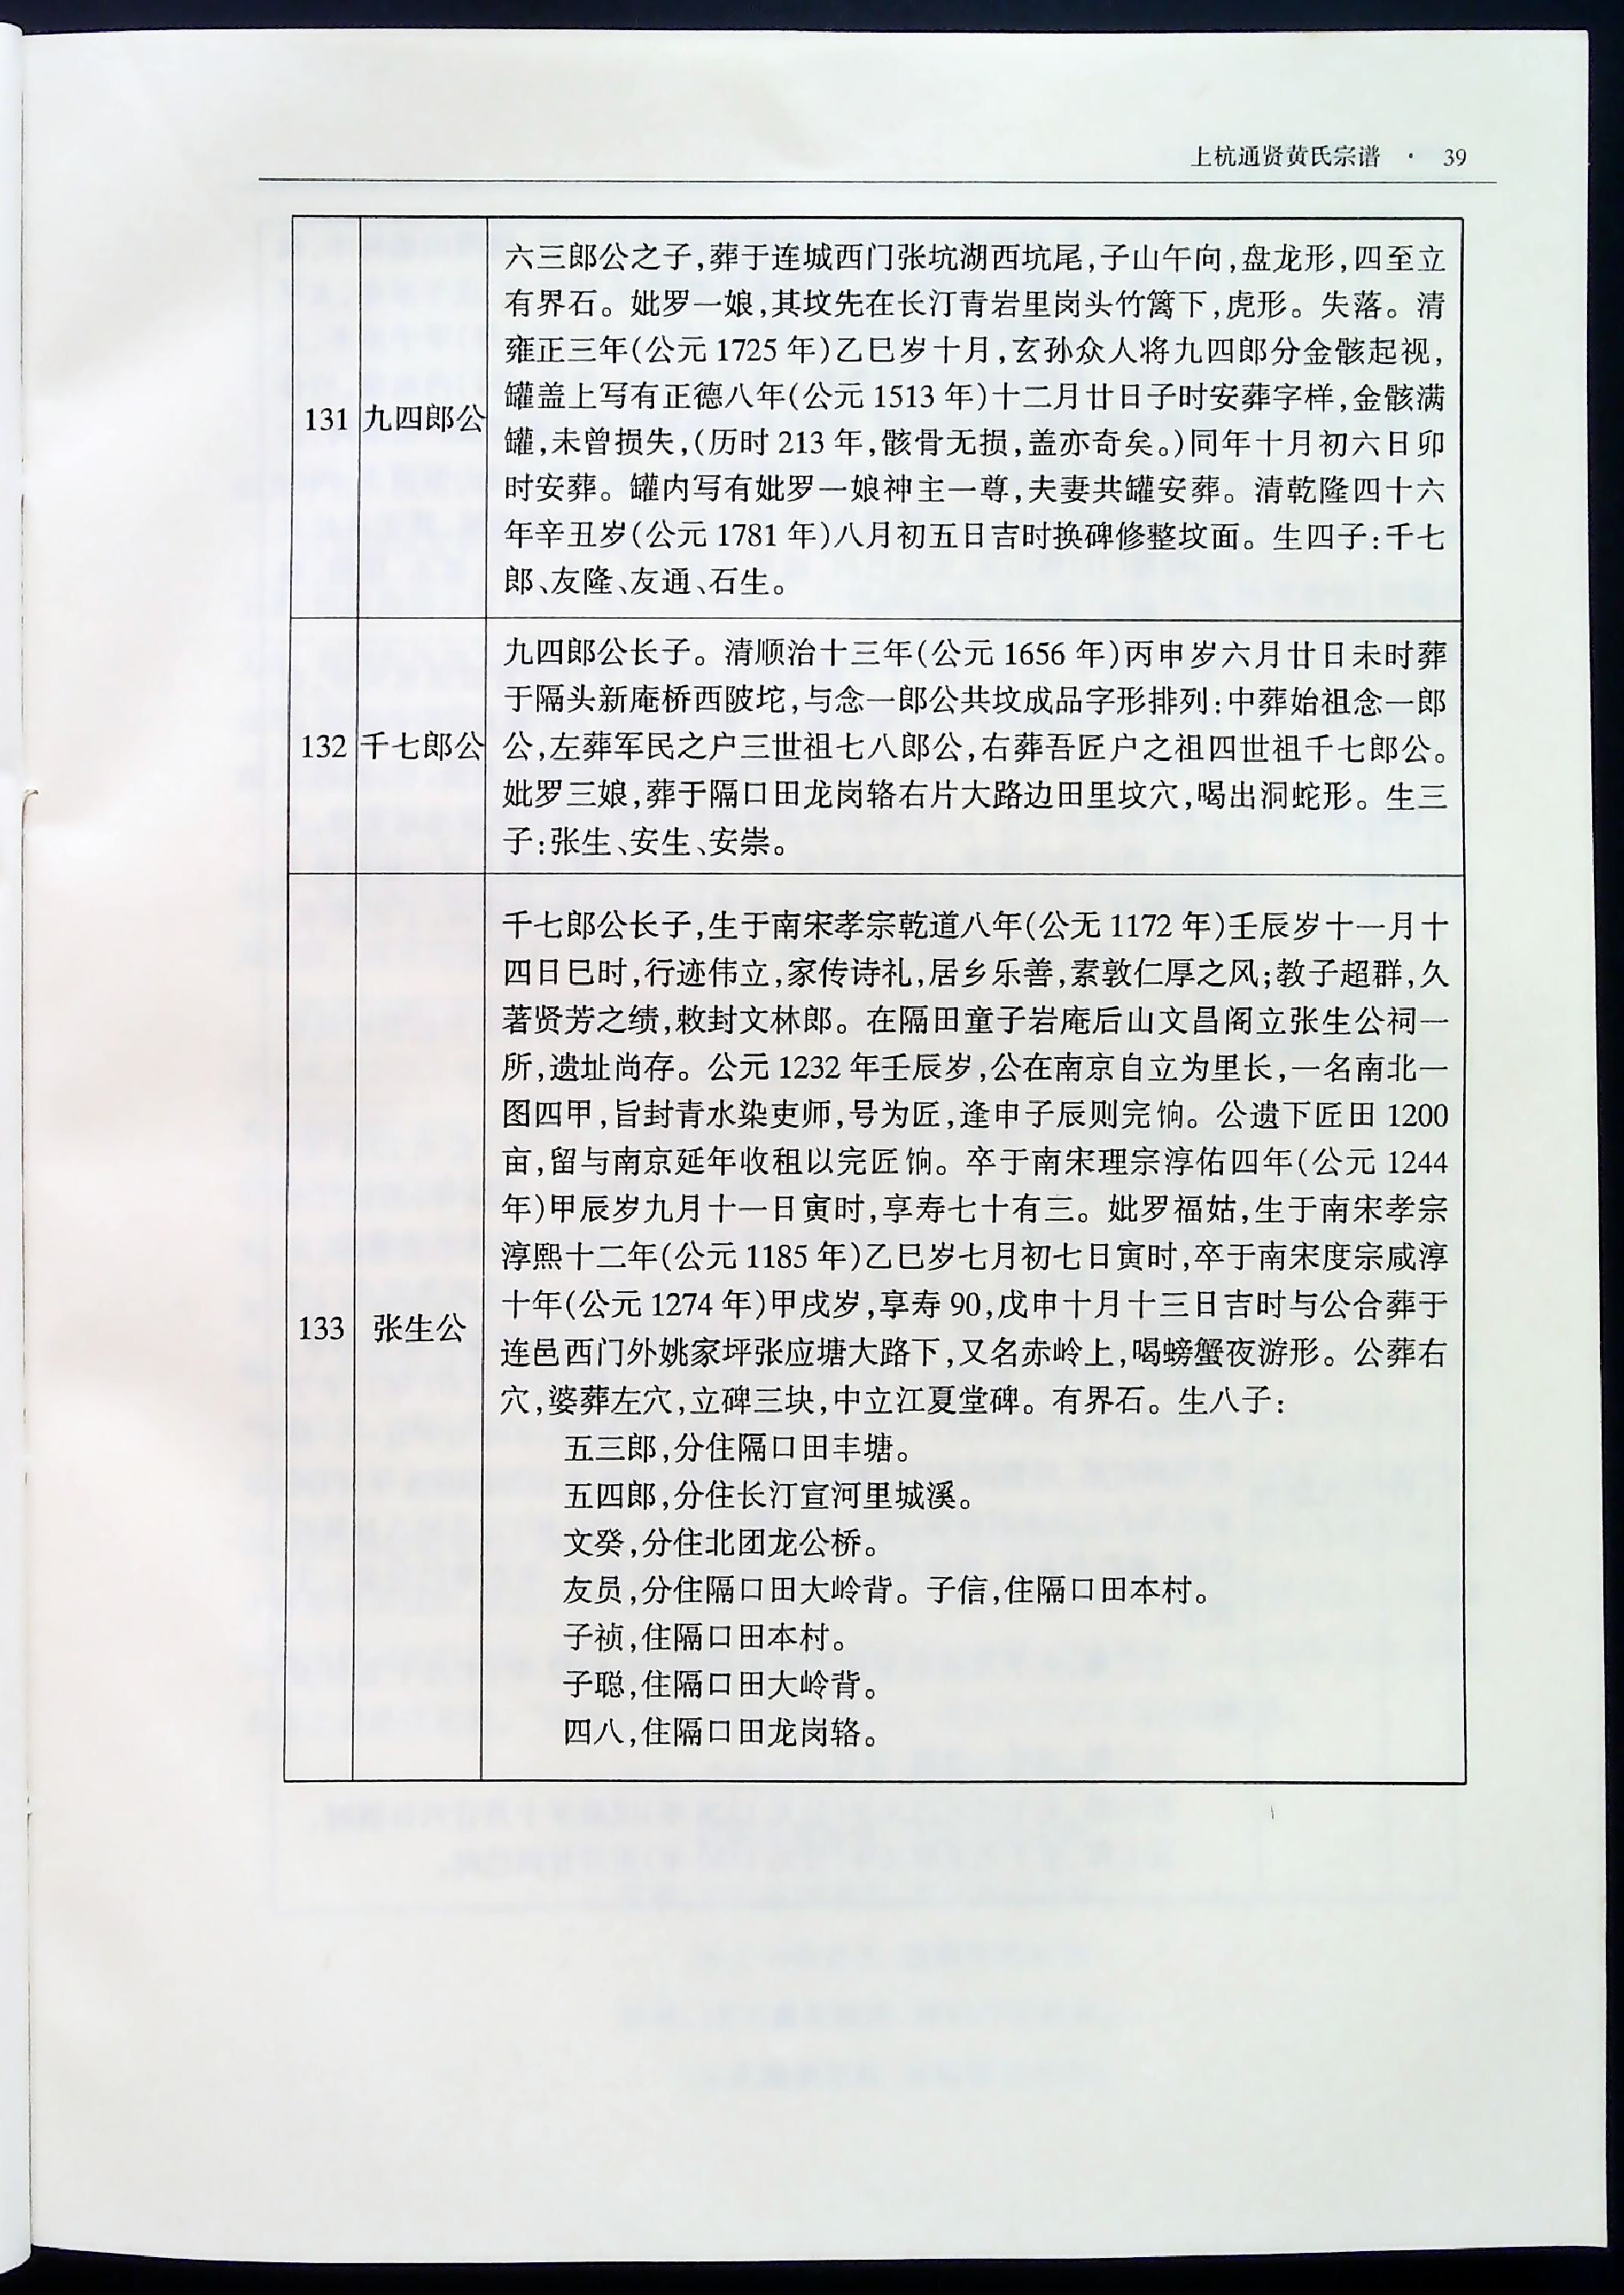 上杭通贤黄氏宗谱 · 39
六三郎公之子,葬于连城西门张坑湖西坑尾,子山午向,盘龙形,四至立
有界石。妣罗一娘,其坟先在长汀青岩里岗头竹篱下,虎形。失落。清
雍正三年(公元 1725 年)乙巳岁十月,玄孙众人将九四郎分金骸起视,
罐盖上写有正德八年(公元 1513 年)十二月廿日子时安葬字样,金骸满
131 九四郎公
罐,未曾损失,(历时 213 年,骸骨无损,盖亦奇矣。)同年十月初六日卯
时安葬。罐内写有妣罗一娘神主一尊,夫妻共罐安葬。清乾隆四十六
年辛丑岁(公元 1781 年)八月初五日吉时换碑修整坟面。生四子:千七
郎、友隆、友通、石生。
九四郎公长子。清顺治十三年(公元 1656 年)丙申岁六月廿日未时葬
于隔头新庵桥西陂坨,与念一郎公共坟成品字形排列:中葬始祖念一郎
132 千七郎公
公,左葬军民之户三世祖七八郎公,右葬吾匠户之祖四世祖千七郎公。
妣罗三娘,葬于隔口田龙岗辂右片大路边田里坟穴,喝出洞蛇形。生三
子:张生、安生、安崇。
千七郎公长子,生于南宋孝宗乾道八年(公无 1172 年)壬辰岁十一月十
四日巳时,行迹伟立,家传诗礼,居乡乐善,素敦仁厚之风;教子超群,久
著贤芳之绩,敕封文林郎。在隔田童子岩庵后山文昌阁立张生公祠一
所,遗址尚存。公元 1232 年壬辰岁,公在南京自立为里长,一名南北一
图四甲,旨封青水染吏师,号为匠,逢申子辰则完饷。公遗下匠田 1200
亩,留与南京延年收租以完匠饷。卒于南宋理宗淳佑四年(公元 1244
年)甲辰岁九月十一日寅时,享寿七十有三。妣罗福姑,生于南宋孝宗
淳熙十二年(公元 1185 年)乙巳岁七月初七日寅时,卒于南宋度宗咸淳
十年(公元 1274 年)甲戌岁,享寿 90,戊申十月十三日吉时与公合葬于
133 张生公
连邑西门外姚家坪张应塘大路下,又名赤岭上,喝螃蟹夜游形。公葬右
穴,婆葬左穴,立碑三块,中立江夏堂碑。有界石。生八子:
五三郎,分住隔口田丰塘。
五四郎,分住长汀宣河里城溪。
文癸,分住北团龙公桥。
友员,分住隔口田大岭背。子信,住隔口田本村。
子祯,住隔口田本村。
子聪,住隔口田大岭背。
四八,住隔口田龙岗辂。